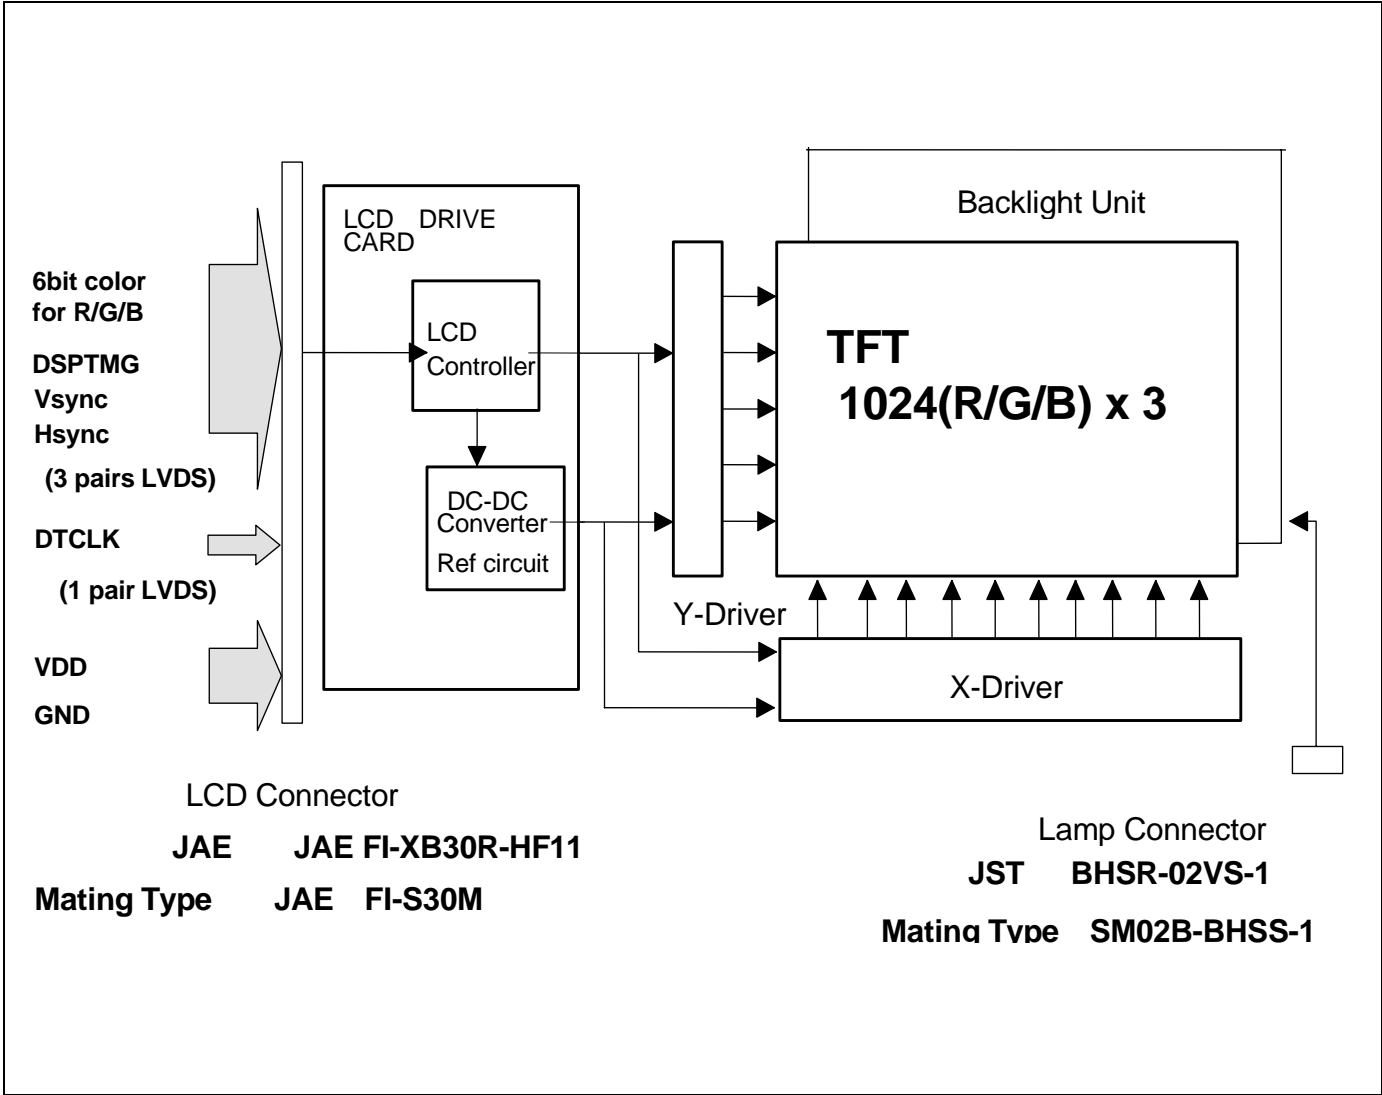 Backlight Unit
LCD DRIVE
CARD
6bit color
for R/G/B
DSPTMG
Vsync
Hsync
(3 pairs LVDS)
DTCLK
(1 pair LVDS)
VDD
GND
LCD
Controller
DC-DC
Converter
Ref circuit
TFT
1024(R/G/B) x 3
Y-Driver
X-Driver
LCD Connector
JAE JAE FI-XB30R-HF11
Mating Type JAE FI-S30M
Lamp Connector
JST BHSR-02VS-1
Mating Type SM02B-BHSS-1